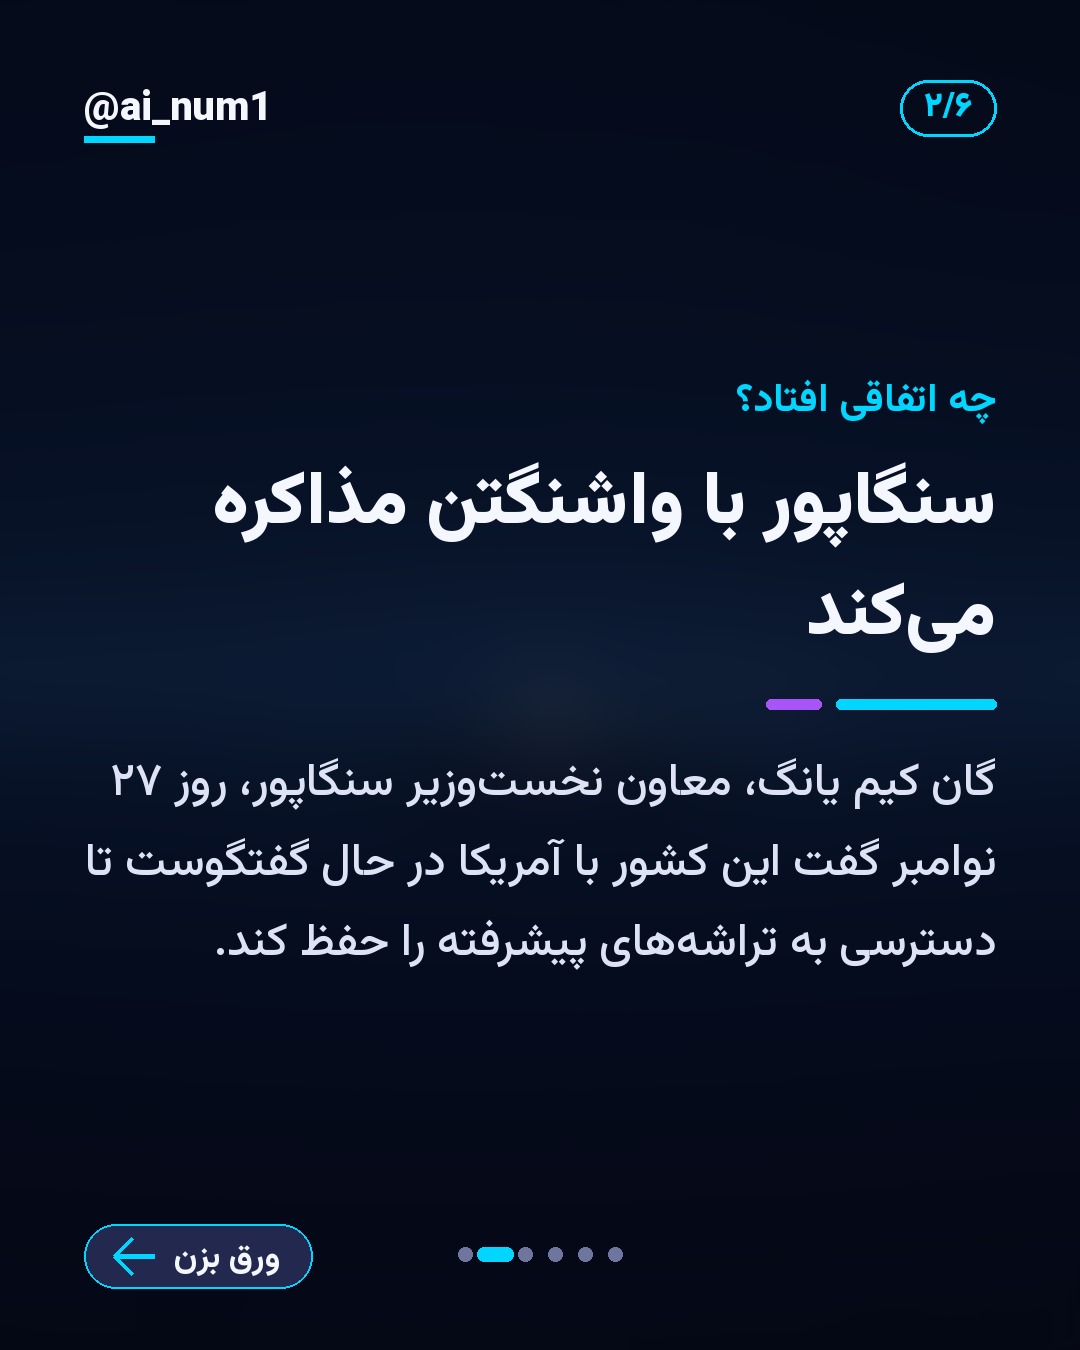 @ai_num1
۲/۶
چه اتفاقی افتاد؟
سنگاپور با واشنگتن مذاکره
می‌کند
گان کیم یانگ، معاون نخست‌وزیر سنگاپور، روز ۲۷
نوامبر گفت این کشور با آمریکا در حال گفتگوست تا
دسترسی به تراشه‌های پیشرفته را حفظ کند.
ورق بزن